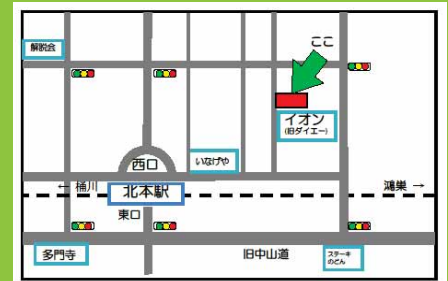 解脱会
ここ
イオン
(旧ダイエー)
いなげや
西口
← 桶川
北本駅
鴻巣 →
東口
多門寺
旧中山道
ステーキ
のどん